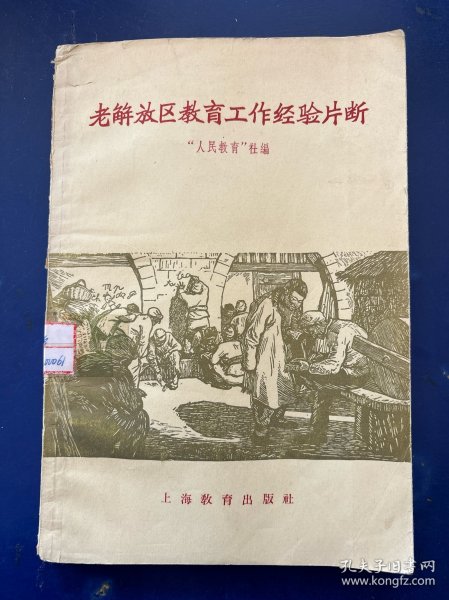 老解放区教育工作经验片断
“人民教育”社編
上海教育出版社
孔夫子旧书网
www.kongfz.com